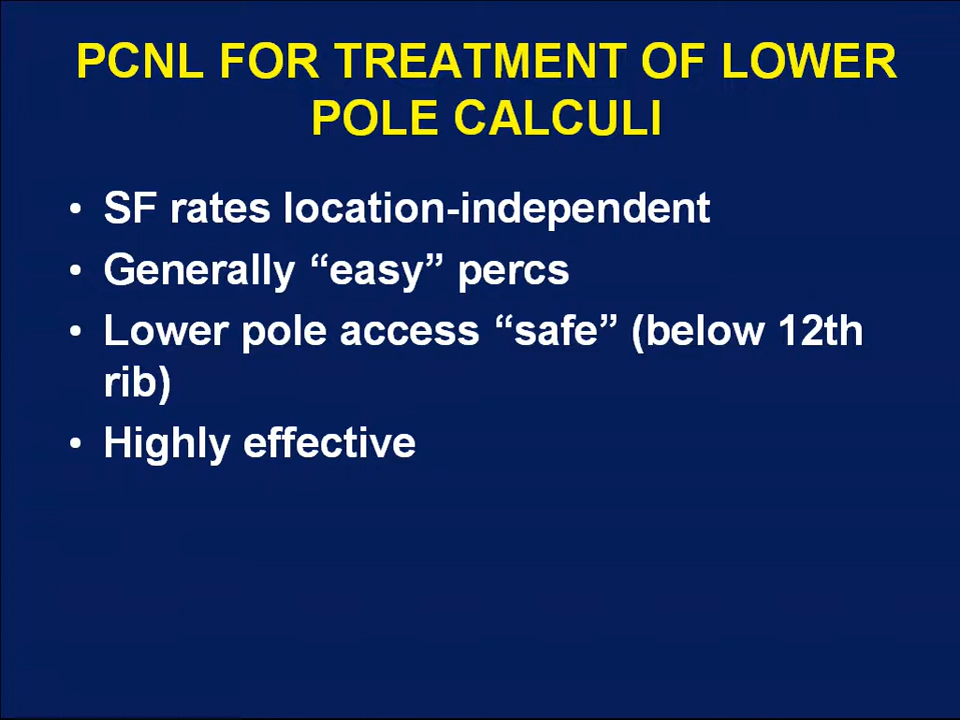 PCNL FOR TREATMENT OF LOWER
POLE CALCULI
• SF rates location-independent
• Generally “easy” percs
• Lower pole access “safe” (below 12th
rib)
• Highly effective